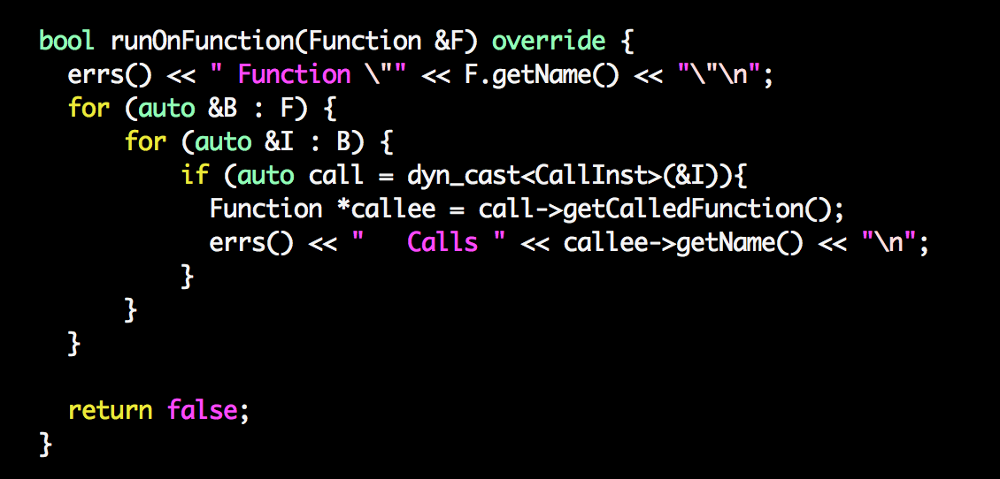 bool runOnFunction(Function &F) override {
  errs() << " Function \"" << F.getName() << "\"\n";
  for (auto &B : F) {
      for (auto &I : B) {
          if (auto call = dyn_cast<CallInst>(&I)){
            Function *callee = call->getCalledFunction();
            errs() << "   Calls " << callee->getName() << "\n";
          }
      }
  }

  return false;
}